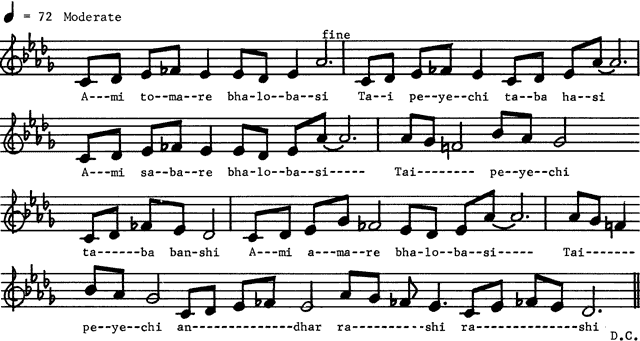 ♩ = 72 Moderate
fine
A---mi to--ma--re bha-lo--ba--si Ta--i pe--ye--chi ta--ba ha--si
A---mi sa--ba--re bha-lo--ba--si----- Tai-------- pe--ye--chi
ta------ba ban-shi A---mi a--ma--re bha-lo--ba--si----- Tai-------
pe--ye--chi an-------------dhar ra----------shi ra---------------shi
D.C.